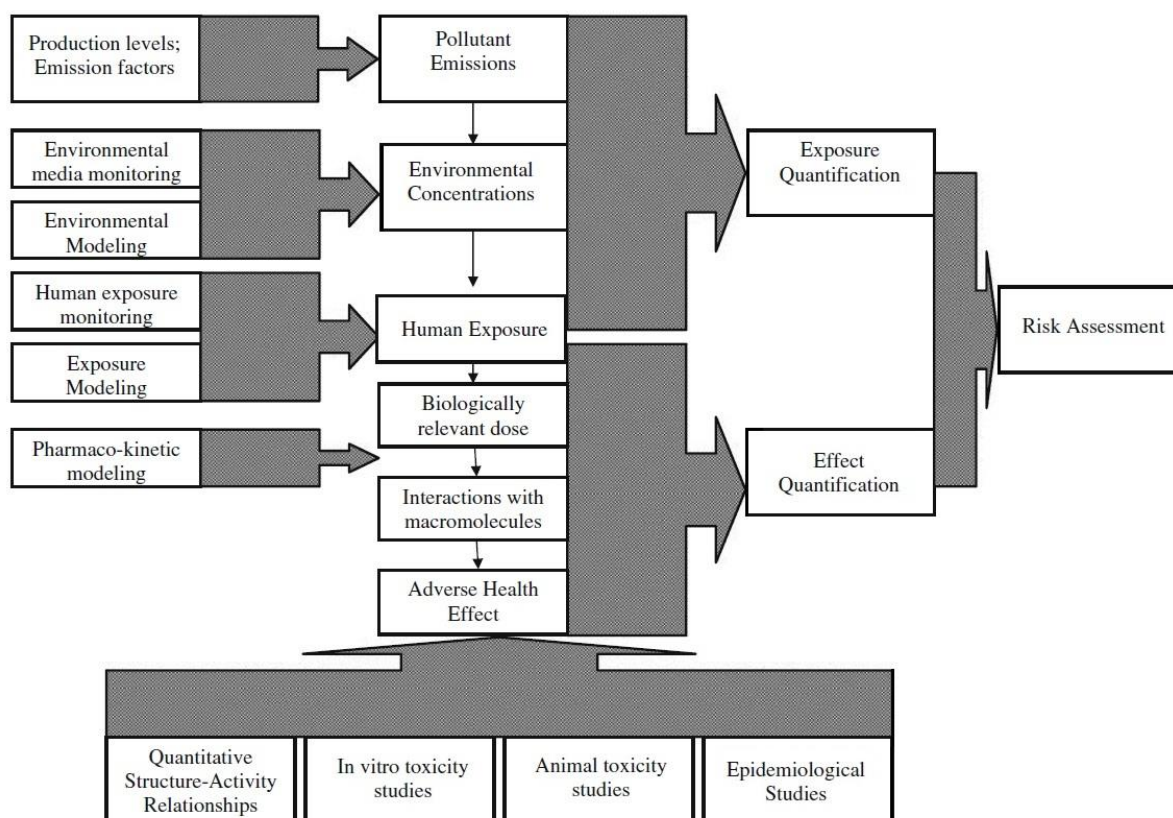 Production levels;
Emission factors
Pollutant
Emissions
Environmental
media monitoring
Environmental
Concentrations
Exposure
Quantification
Environmental
Modeling
Human exposure
monitoring
Human Exposure
Risk Assessment
Exposure
Modeling
Biologically
relevant dose
Pharmaco-kinetic
modeling
Effect
Quantification
Interactions with
macromolecules
Adverse Health
Effect
Quantitative
Structure-Activity
Relationships
In vitro toxicity
studies
Animal toxicity
studies
Epidemiological
Studies